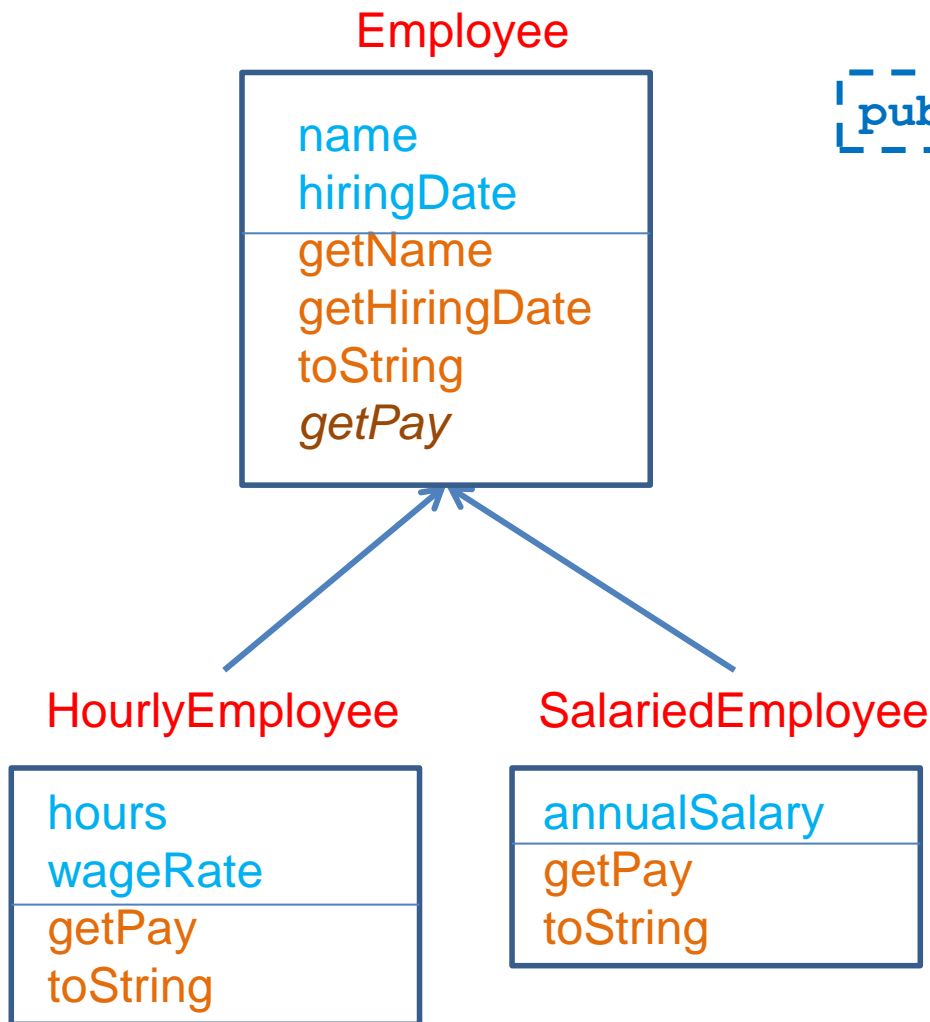 Employee
name
hiringDate
getName
getHiringDate
toString
getPay
HourlyEmployee
hours
wageRate
getPay
toString
SalariedEmployee
annualSalary
getPay
toString